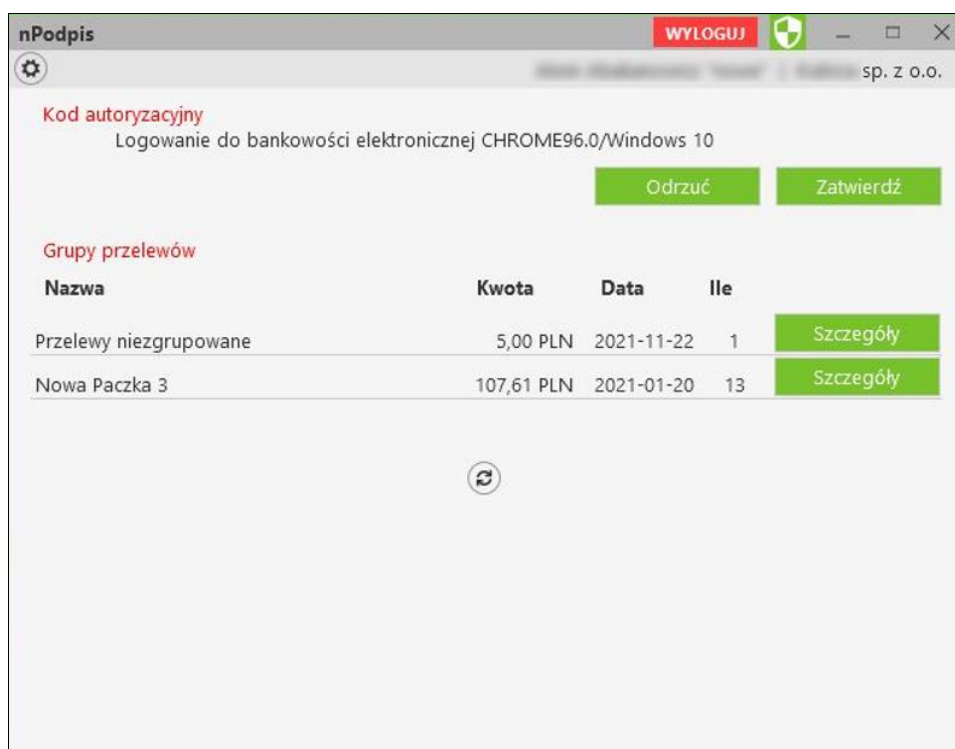 nPodpis WYLOGUJ
sp. z o.o.
Kod autoryzacyjny
Logowanie do bankowości elektronicznej CHROME96.0/Windows 10
Odrzuć Zatwierdź
Grupy przelewów
Nazwa Kwota Data Ile
Przelewy niezgrupowane 5,00 PLN 2021-11-22 1 Szczegóły
Nowa Paczka 3 107,61 PLN 2021-01-20 13 Szczegóły